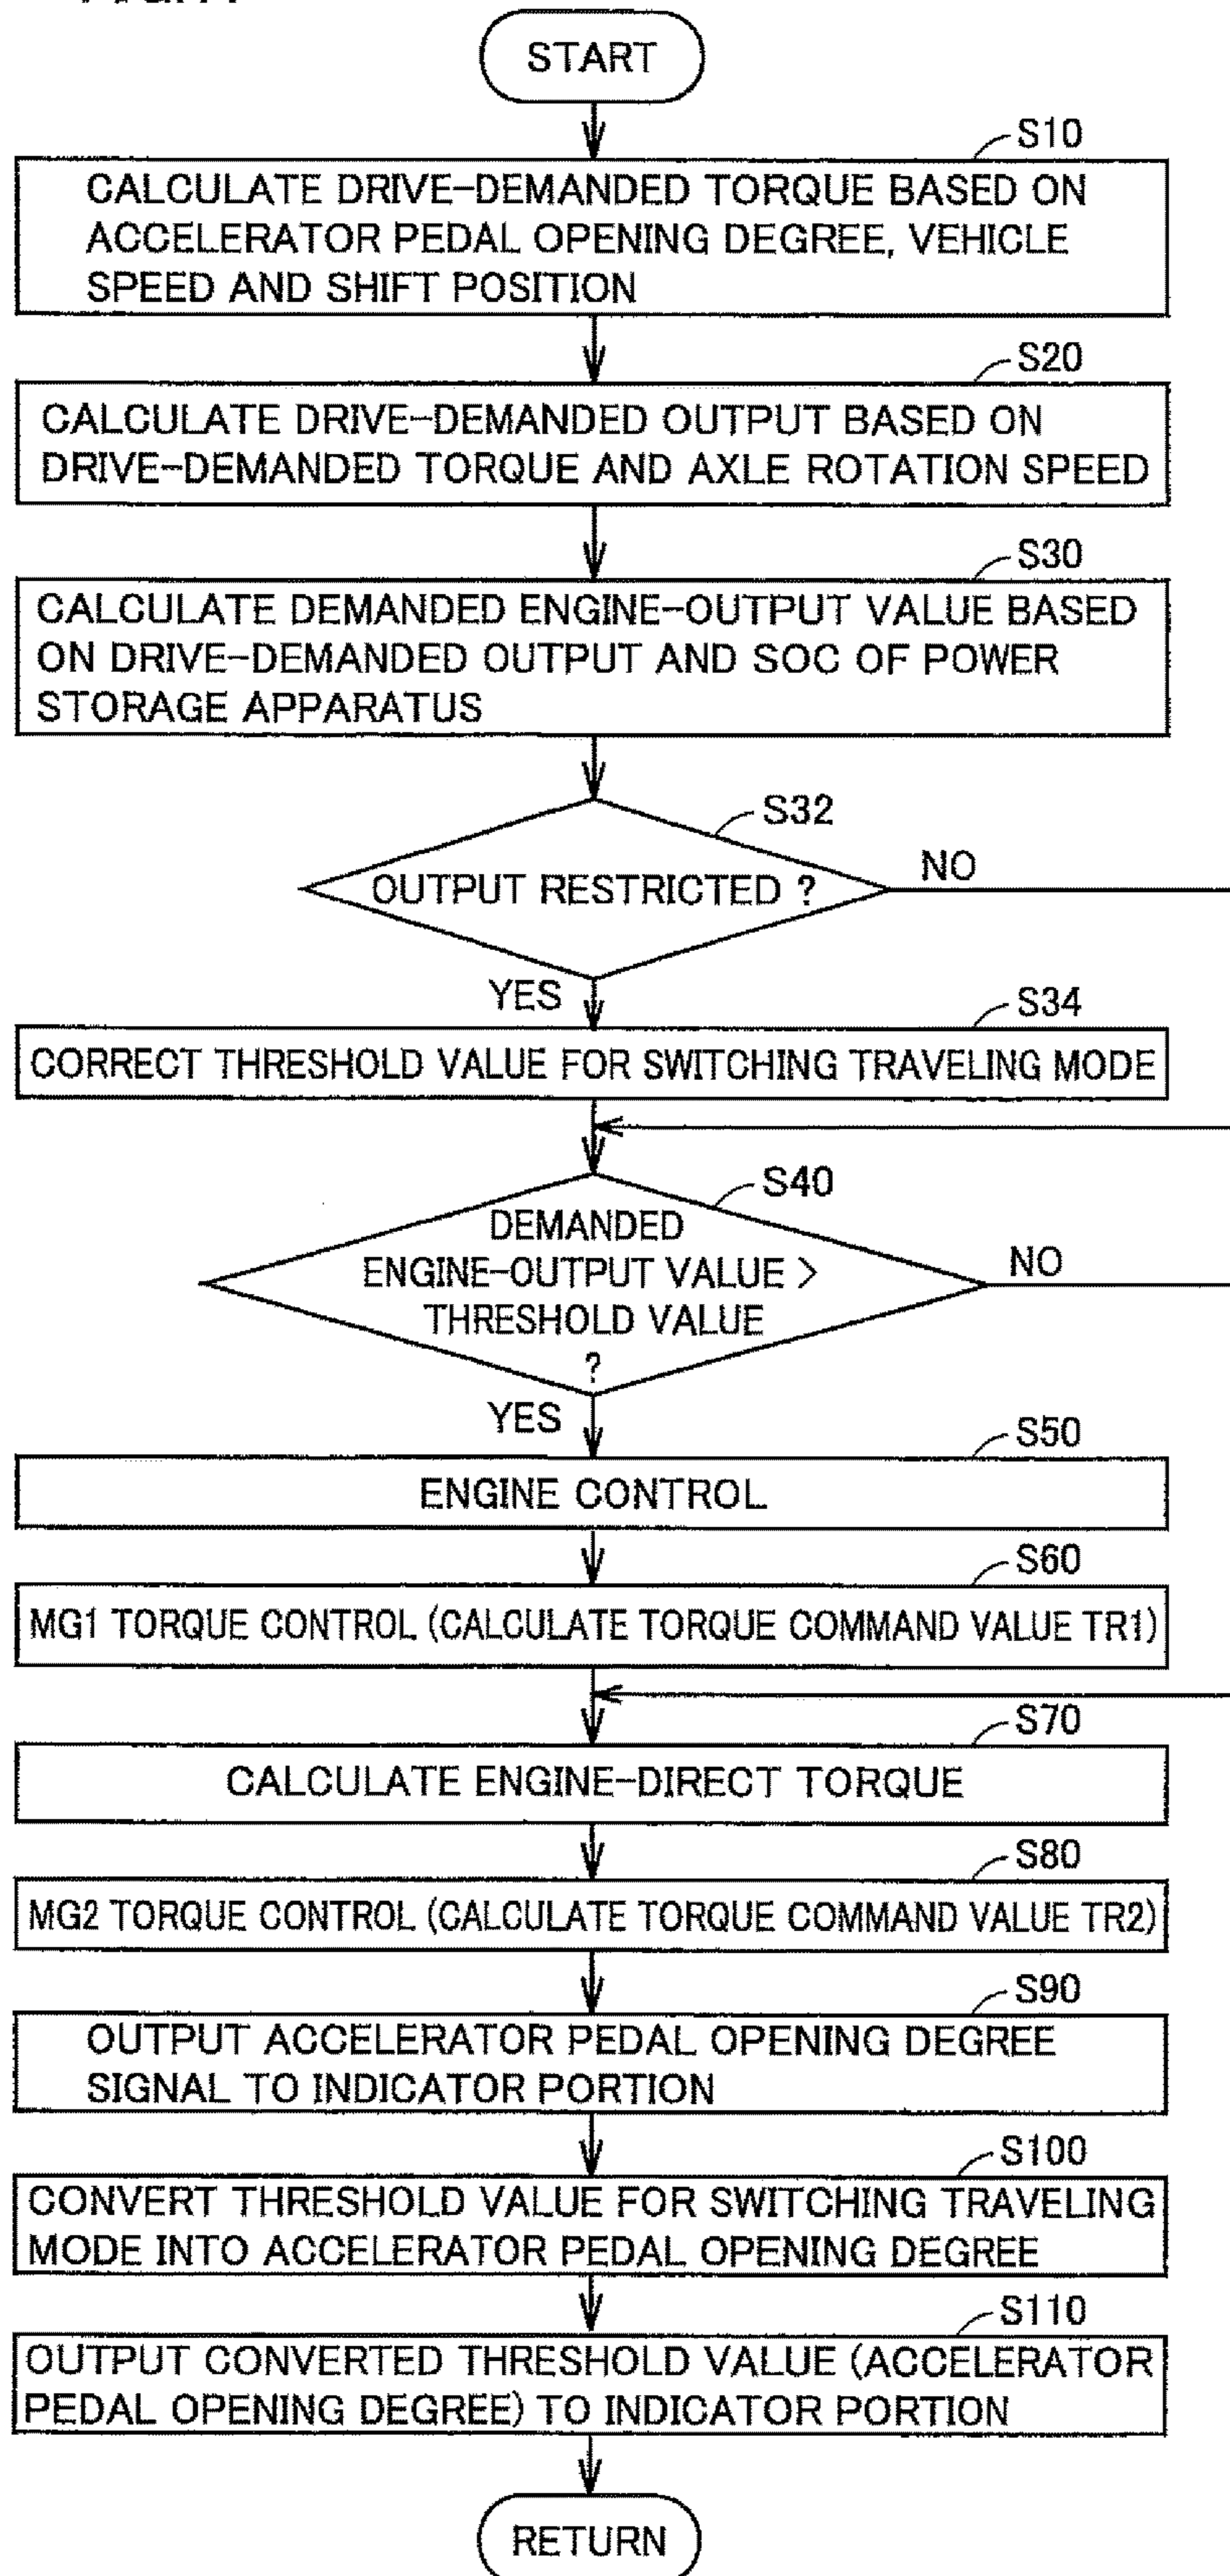 START
S10
CALCULATE DRIVE-DEMANDED TORQUE BASED ON
ACCELERATOR PEDAL OPENING DEGREE, VEHICLE
SPEED AND SHIFT POSITION
S20
CALCULATE DRIVE-DEMANDED OUTPUT BASED ON
DRIVE-DEMANDED TORQUE AND AXLE ROTATION SPEED
S30
CALCULATE DEMANDED ENGINE-OUTPUT VALUE BASED
ON DRIVE-DEMANDED OUTPUT AND SOC OF POWER
STORAGE APPARATUS
S32
OUTPUT RESTRICTED ?
NO
YES
S34
CORRECT THRESHOLD VALUE FOR SWITCHING TRAVELING MODE
S40
DEMANDED
ENGINE-OUTPUT VALUE >
THRESHOLD VALUE
?
NO
YES
S50
ENGINE CONTROL
S60
MG1 TORQUE CONTROL (CALCULATE TORQUE COMMAND VALUE TR1)
S70
CALCULATE ENGINE-DIRECT TORQUE
S80
MG2 TORQUE CONTROL (CALCULATE TORQUE COMMAND VALUE TR2)
S90
OUTPUT ACCELERATOR PEDAL OPENING DEGREE
SIGNAL TO INDICATOR PORTION
S100
CONVERT THRESHOLD VALUE FOR SWITCHING TRAVELING
MODE INTO ACCELERATOR PEDAL OPENING DEGREE
S110
OUTPUT CONVERTED THRESHOLD VALUE (ACCELERATOR
PEDAL OPENING DEGREE) TO INDICATOR PORTION
RETURN